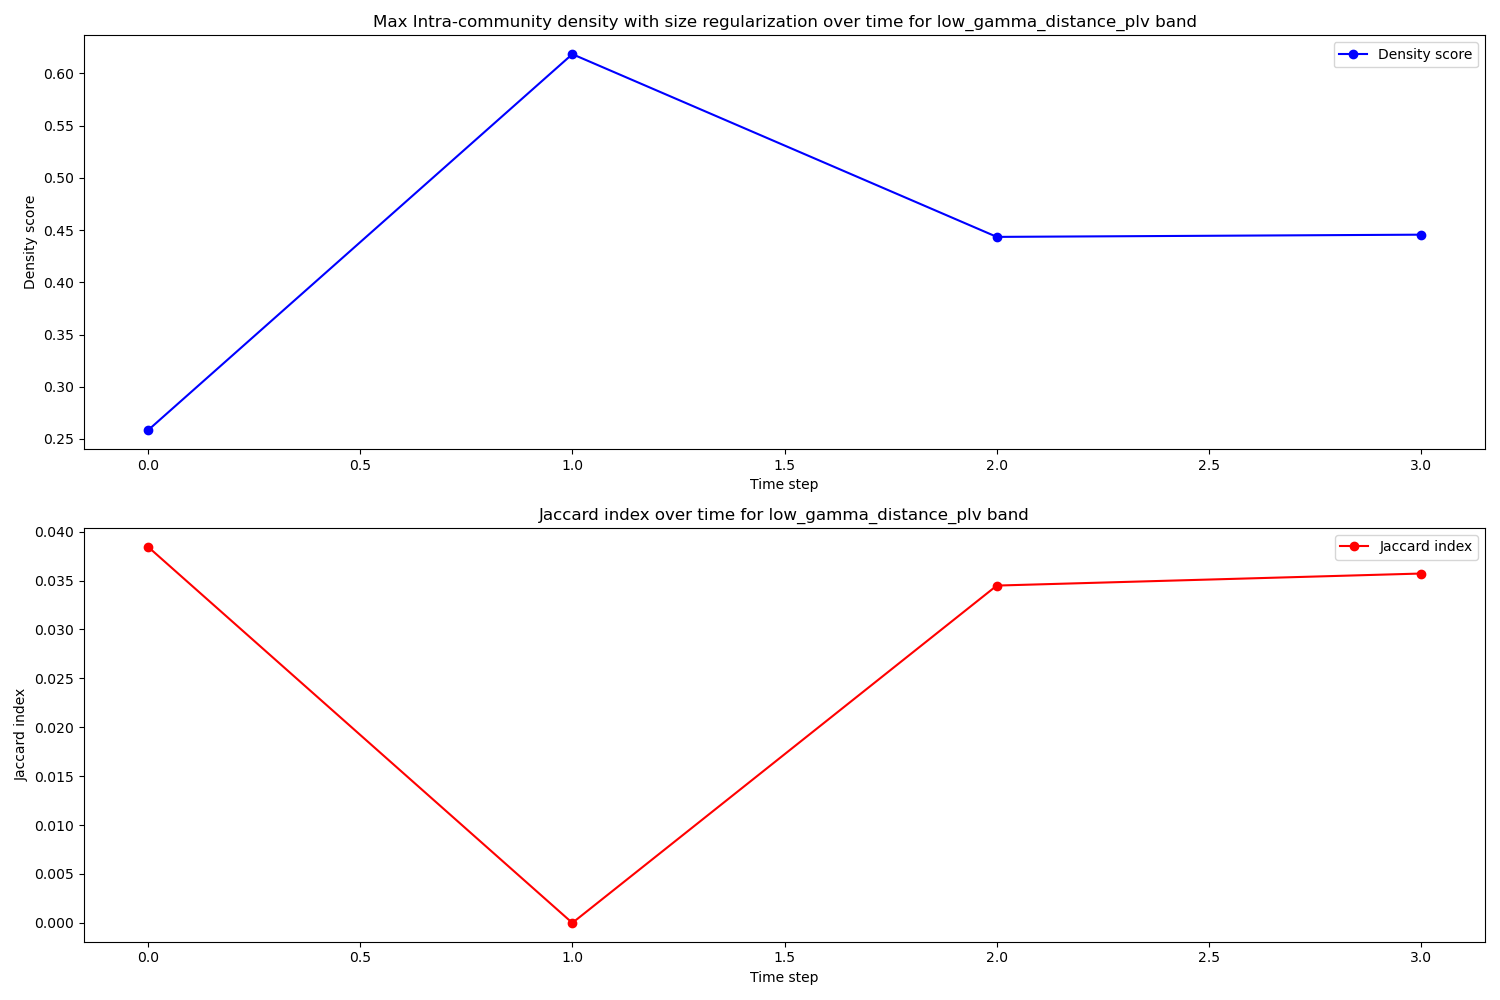 Max Intra-community density with size regularization over time for low_gamma_distance_plv band
Density score
0.60
0.55
0.50
0.45
0.40
0.35
0.30
0.25
Density score
0.0 0.5 1.0 1.5 2.0 2.5 3.0
Time step
Jaccard index over time for low_gamma_distance_plv band
Jaccard index
0.040
0.035
0.030
0.025
0.020
0.015
0.010
0.005
0.000
Jaccard index
0.0 0.5 1.0 1.5 2.0 2.5 3.0
Time step